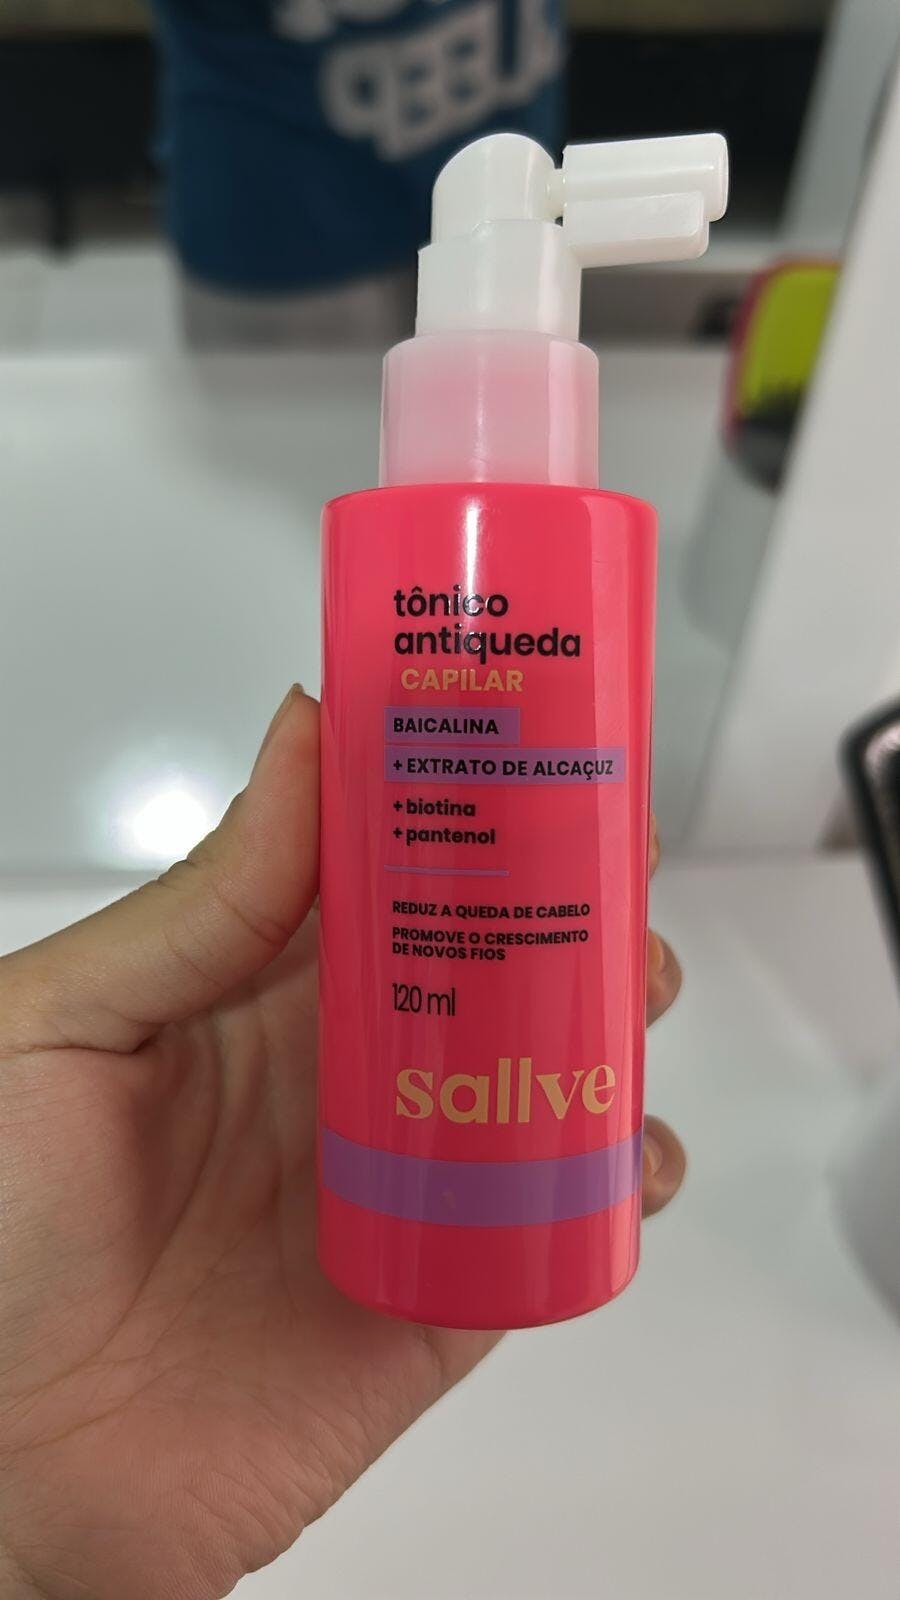 tônico
antiqueda
CAPILAR
BAICALINA
+ EXTRATO DE ALCAÇUZ
+ biotina
+ pantenol
REDUZ A QUEDA DE CABELO
PROMOVE O CRESCIMENTO
DE NOVOS FIOS
120 ml
sallve